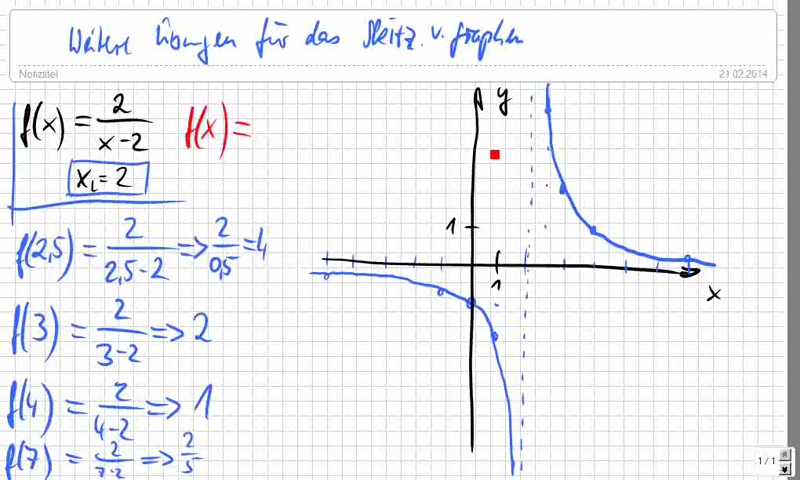 Weitere Übungen für das Skizz. v. Graphen
Notiztitel 21.02.2014
f(x) = 2/(x-2) f(x) =
x₁ = 2
f(2,5) = 2/(2,5-2) => 2/0,5 = 4
f(3) = 2/(3-2) => 2
f(4) = 2/(4-2) => 1
f(7) = 2/(7-2) => 2/5
y
1
1
x
1/1